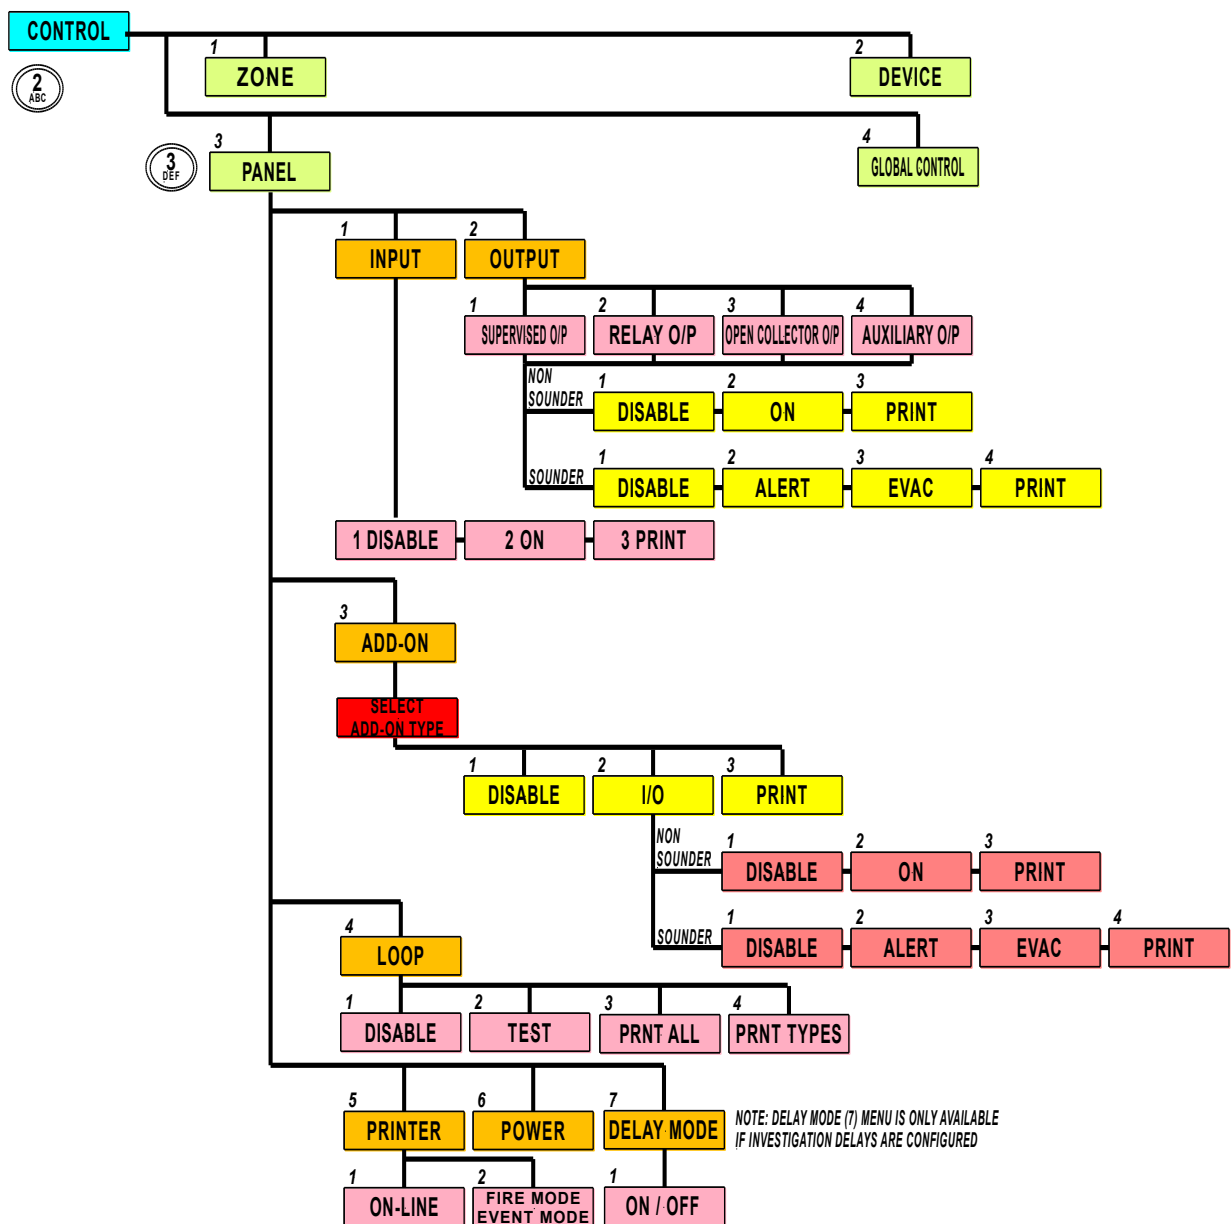 CONTROL
1
ZONE
2
DEVICE
2
ABC
3
PANEL
4
GLOBAL CONTROL
3
DEF
1
INPUT
2
OUTPUT
1
SUPERVISED O/P
2
RELAY O/P
3
OPEN COLLECTOR O/P
4
AUXILIARY O/P
NON
SOUNDER
1
DISABLE
2
ON
3
PRINT
SOUNDER
1
DISABLE
2
ALERT
3
EVAC
4
PRINT
1 DISABLE
2 ON
3 PRINT
3
ADD-ON
SELECT
ADD-ON TYPE
1
DISABLE
2
I/O
3
PRINT
NON
SOUNDER
1
DISABLE
2
ON
3
PRINT
SOUNDER
1
DISABLE
2
ALERT
3
EVAC
4
PRINT
4
LOOP
1
DISABLE
2
TEST
3
PRNT ALL
4
PRNT TYPES
5
PRINTER
6
POWER
7
DELAY MODE
NOTE: DELAY MODE (7) MENU IS ONLY AVAILABLE
IF INVESTIGATION DELAYS ARE CONFIGURED
1
ON-LINE
2
FIRE MODE
EVENT MODE
1
ON / OFF